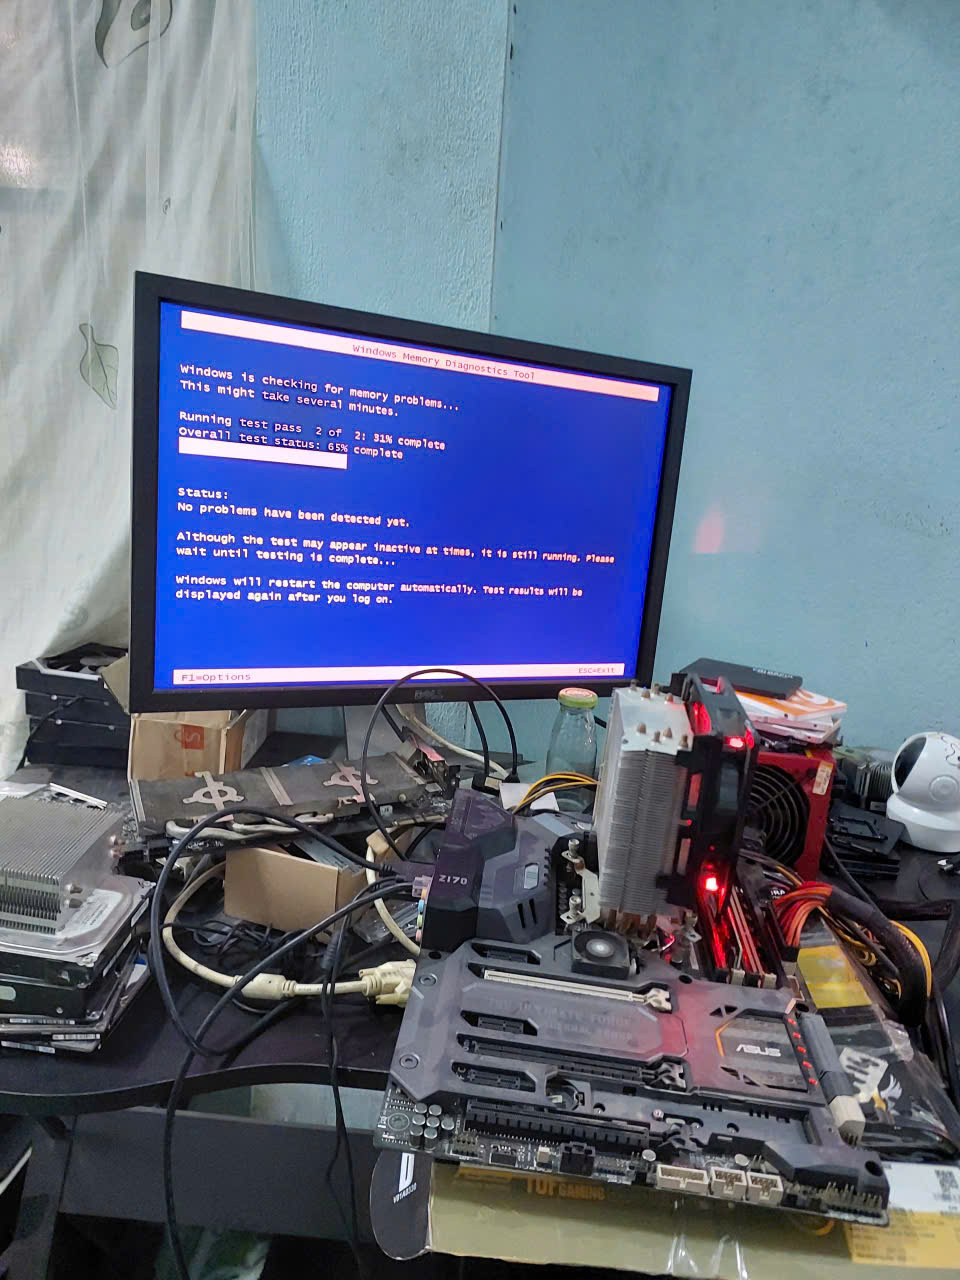 Windows Memory Diagnostics Tool
Windows is checking for memory problems...
This might take several minutes.
Running test pass 2 of 2: 31% complete
Overall test status: 65% complete
Status:
No problems have been detected yet.
Although the test may appear inactive at times, it is still running. Please
wait until testing is complete...
Windows will restart the computer automatically. Test results will be
displayed again after you log on.
F1=Options
ESC=Exit
DELL
Z170
ULTIMATE FORCE
ASUS
GAMING